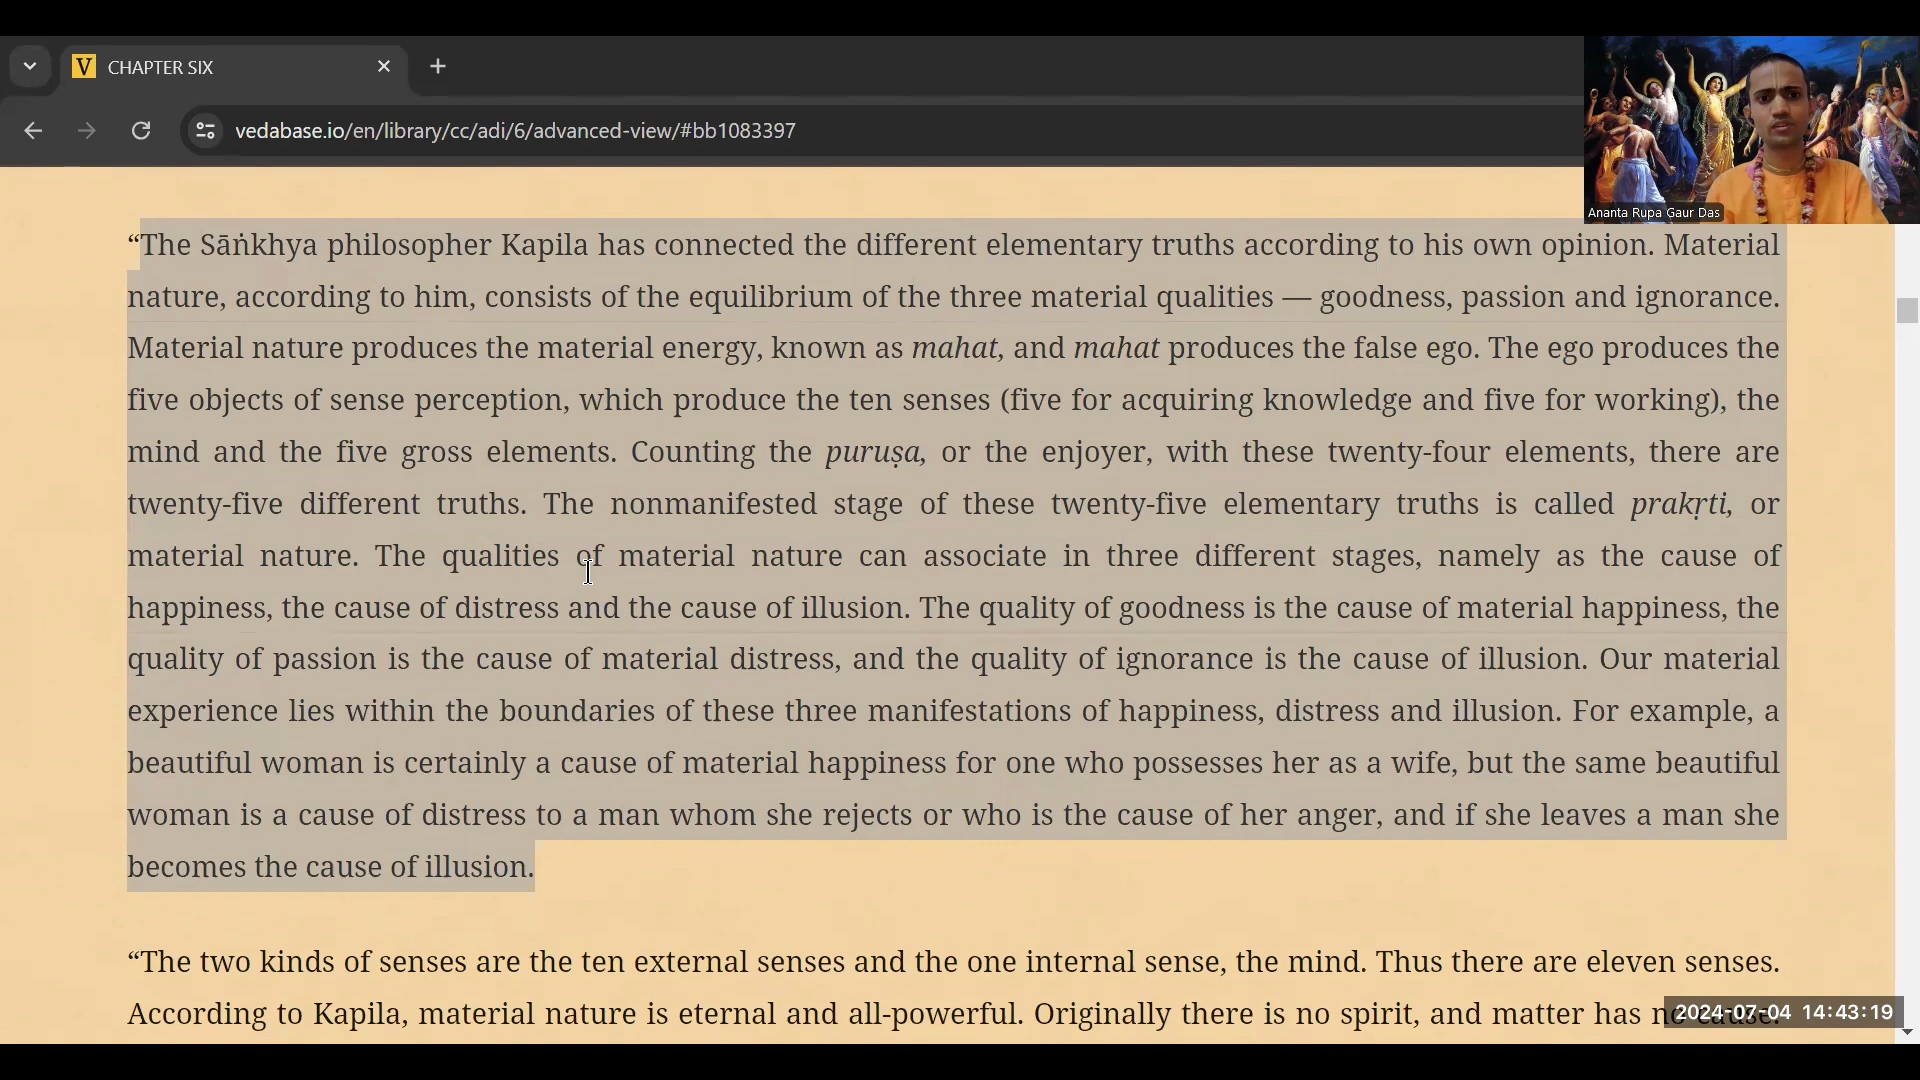 CHAPTER SIX
vedabase.io/en/library/cc/adi/6/advanced-view/#bb1083397
Ananta Rupa Gaur Das
“The Sāṅkhya philosopher Kapila has connected the different elementary truths according to his own opinion. Material
nature, according to him, consists of the equilibrium of the three material qualities — goodness, passion and ignorance.
Material nature produces the material energy, known as mahat, and mahat produces the false ego. The ego produces the
five objects of sense perception, which produce the ten senses (five for acquiring knowledge and five for working), the
mind and the five gross elements. Counting the puruṣa, or the enjoyer, with these twenty-four elements, there are
twenty-five different truths. The nonmanifested stage of these twenty-five elementary truths is called prakṛti, or
material nature. The qualities of material nature can associate in three different stages, namely as the cause of
happiness, the cause of distress and the cause of illusion. The quality of goodness is the cause of material happiness, the
quality of passion is the cause of material distress, and the quality of ignorance is the cause of illusion. Our material
experience lies within the boundaries of these three manifestations of happiness, distress and illusion. For example, a
beautiful woman is certainly a cause of material happiness for one who possesses her as a wife, but the same beautiful
woman is a cause of distress to a man whom she rejects or who is the cause of her anger, and if she leaves a man she
becomes the cause of illusion.
“The two kinds of senses are the ten external senses and the one internal sense, the mind. Thus there are eleven senses.
According to Kapila, material nature is eternal and all-powerful. Originally there is no spirit, and matter has no cause.
2024-07-04 14:43:19